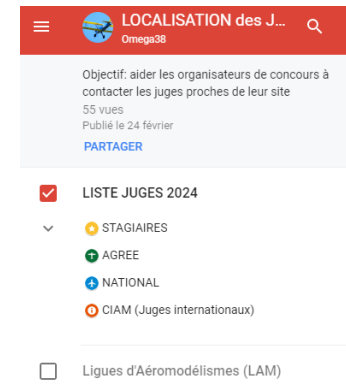 LOCALISATION des J...
Omega38
Objectif: aider les organisateurs de concours à
contacter les juges proches de leur site
55 vues
Publié le 24 février
PARTAGER
LISTE JUGES 2024
STAGIAIRES
AGREE
NATIONAL
CIAM (Juges internationaux)
Ligues d'Aéromodélismes (LAM)